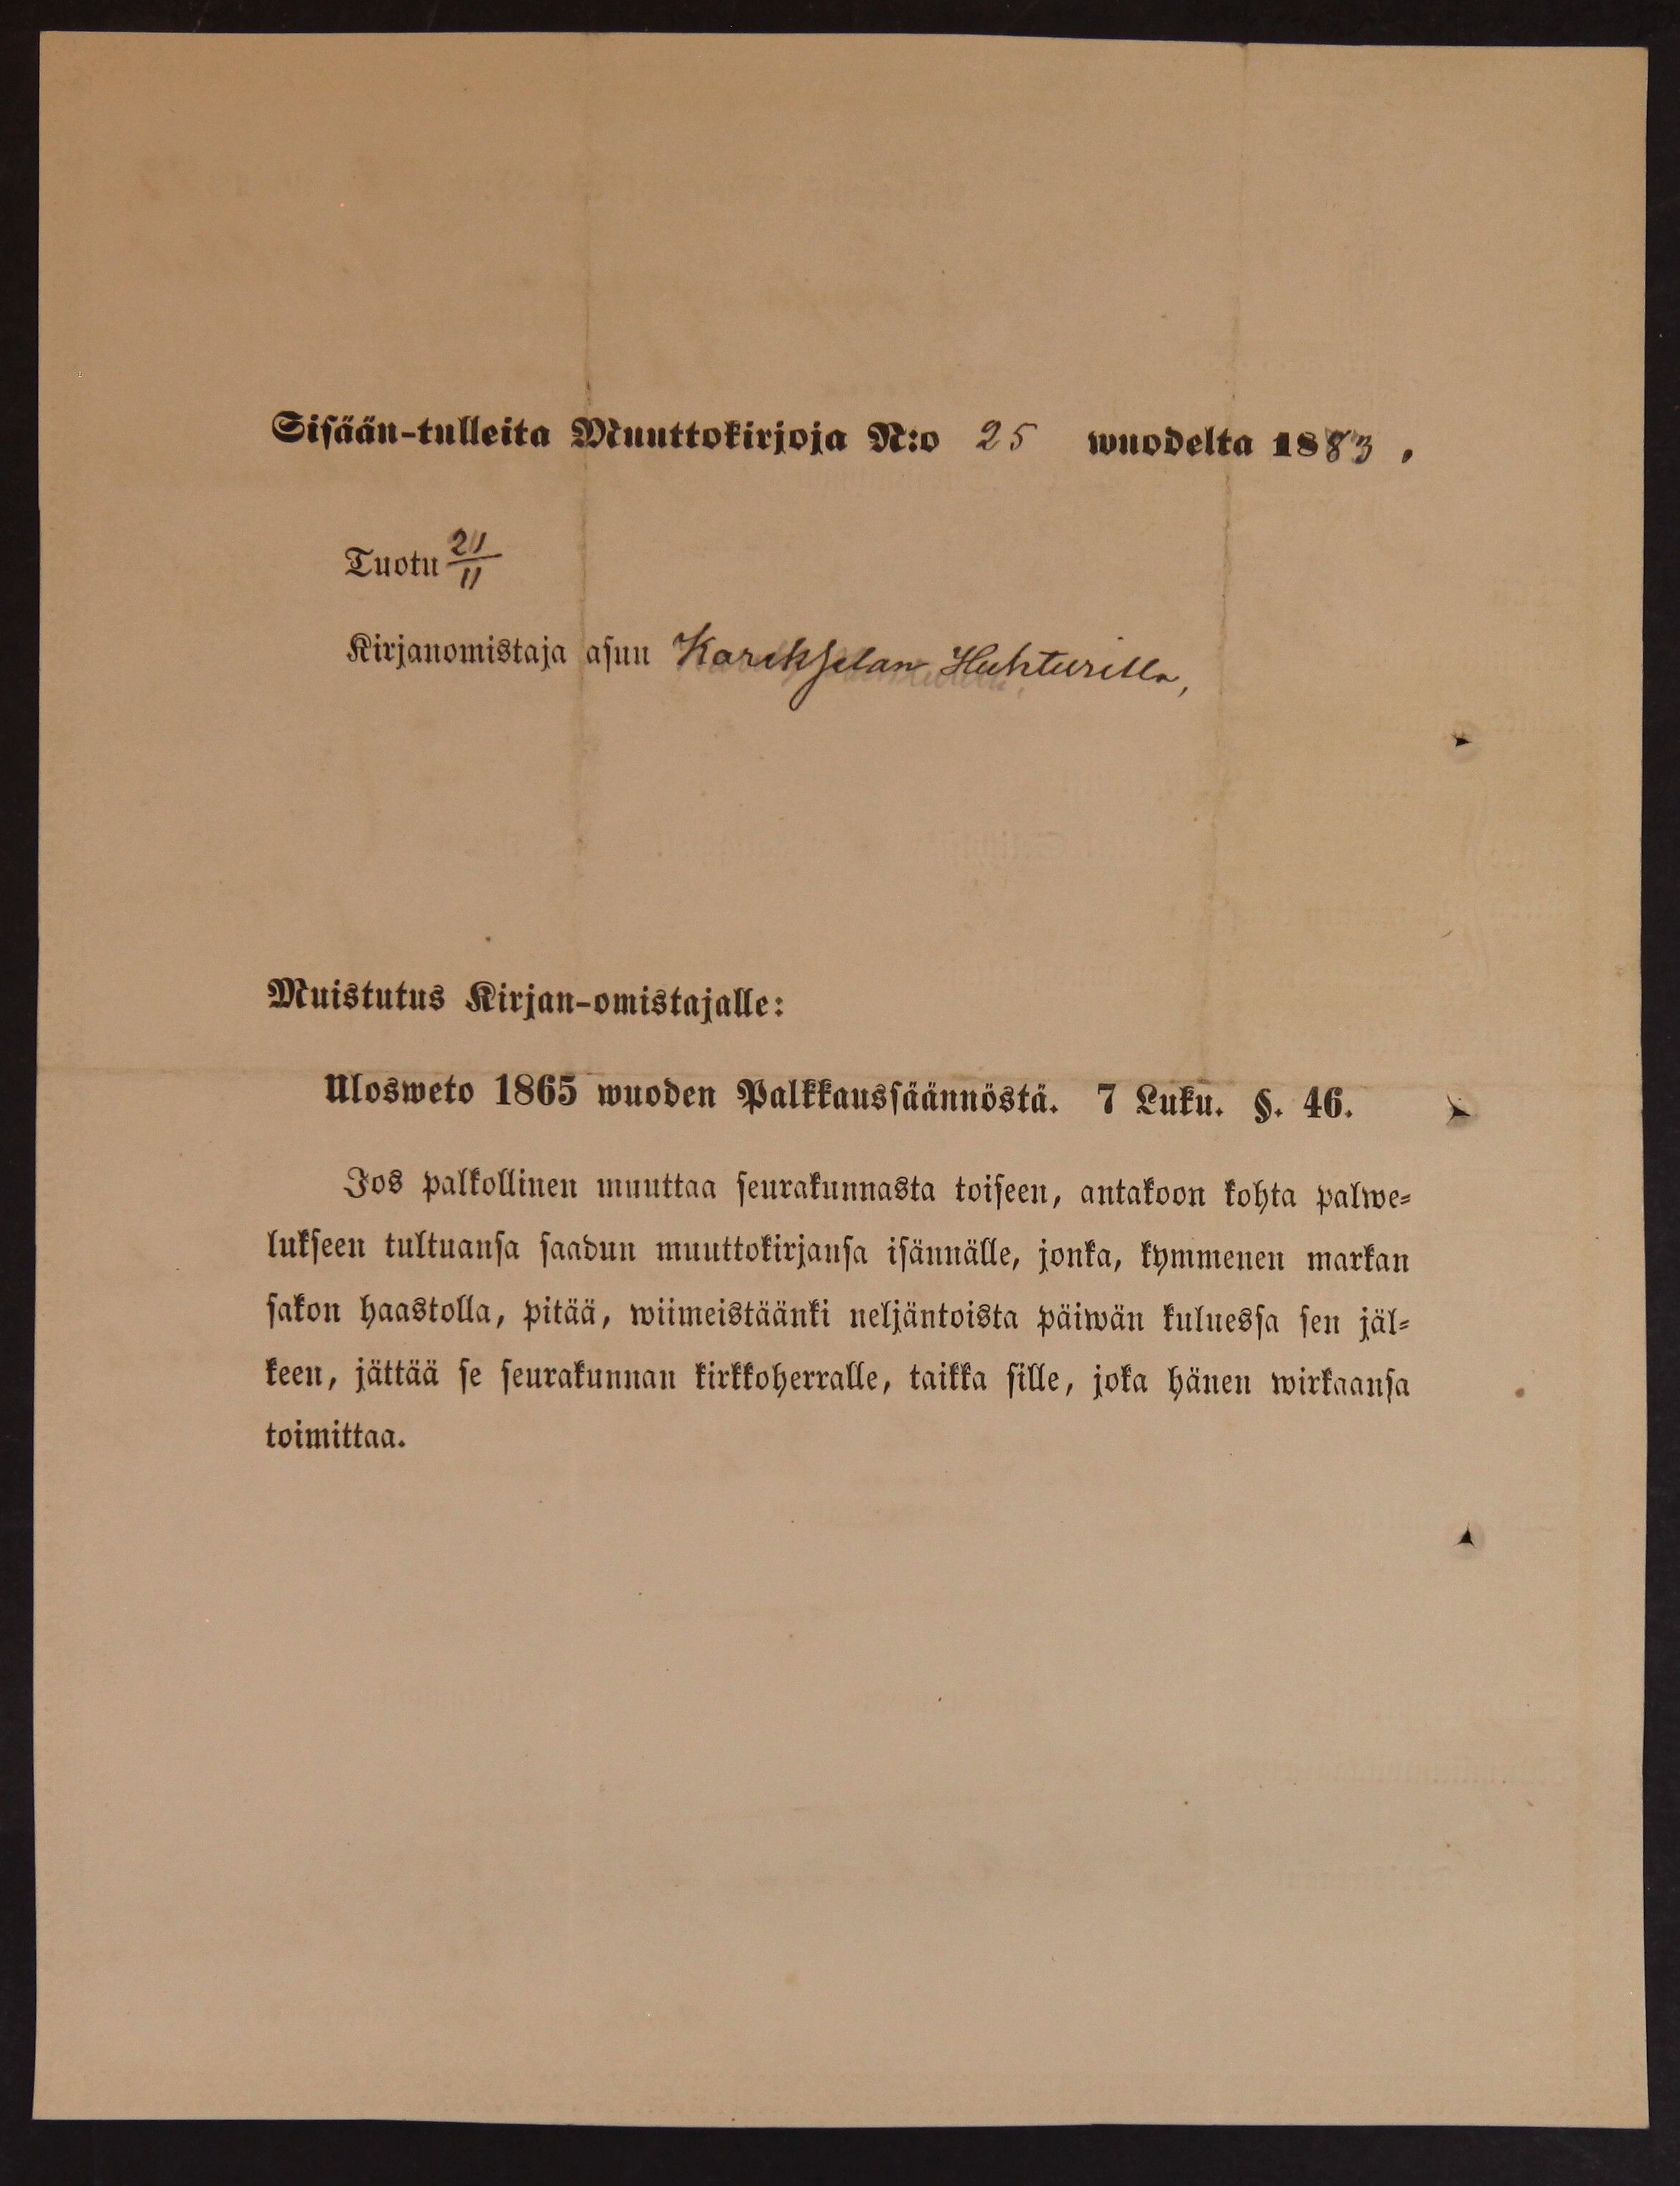 Sisään-tulleita Muuttokirjoja N:o 25 wuodelta 1883.
Tuotu 21/11
Kirjanomistaja asuu Karekselan Huhturilla,
Muistutus Kirjan-omistajalle:
Ulosweto 1865 wuoden Palkkaussäännöstä. 7 Luku. §. 46.
Jos palkollinen muuttaa seurakunnasta toiseen, antakoon kohta palwe-
lukseen tultuansa saadun muuttokirjansa isännälle, jonka, kymmenen markan
sakon haastolla, pitää, wiimeistäänki neljäntoista päiwän kuluessa sen jäl-
keen, jättää se seurakunnan kirkkoherralle, taikka sille, joka hänen wirkaansa
toimittaa.